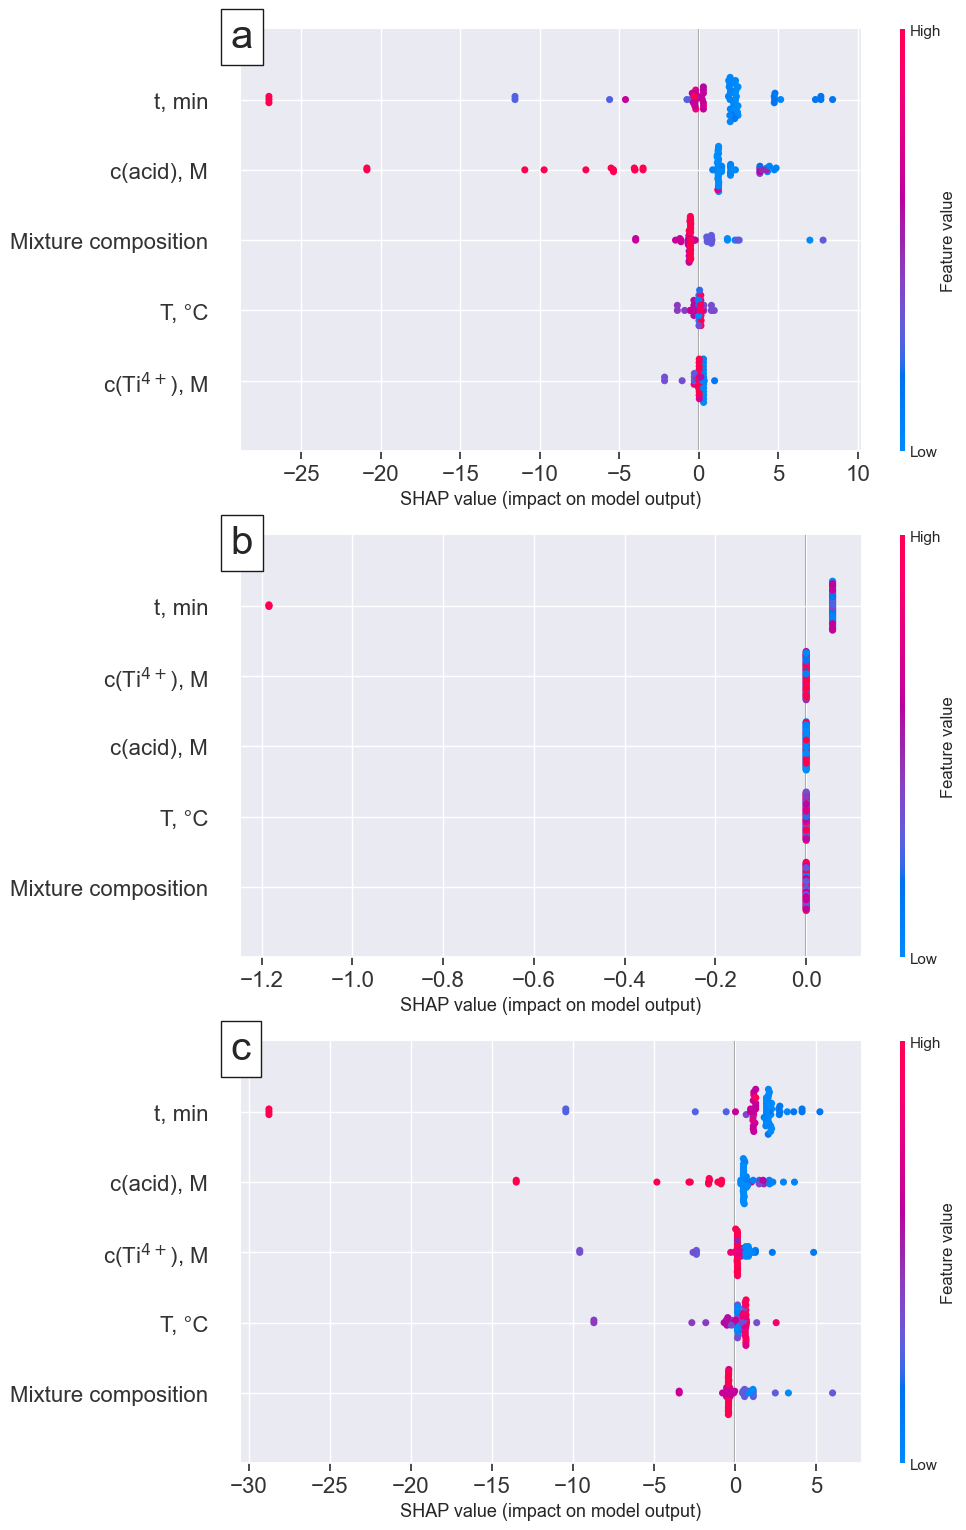 a
High
t, min
c(acid), M
Mixture composition
T, °C
c(Ti⁴⁺), M
Feature value
Low
−25 −20 −15 −10 −5 0 5 10
SHAP value (impact on model output)
b
High
t, min
c(Ti⁴⁺), M
c(acid), M
T, °C
Mixture composition
Feature value
Low
−1.2 −1.0 −0.8 −0.6 −0.4 −0.2 0.0
SHAP value (impact on model output)
c
High
t, min
c(acid), M
c(Ti⁴⁺), M
T, °C
Mixture composition
Feature value
Low
−30 −25 −20 −15 −10 −5 0 5
SHAP value (impact on model output)